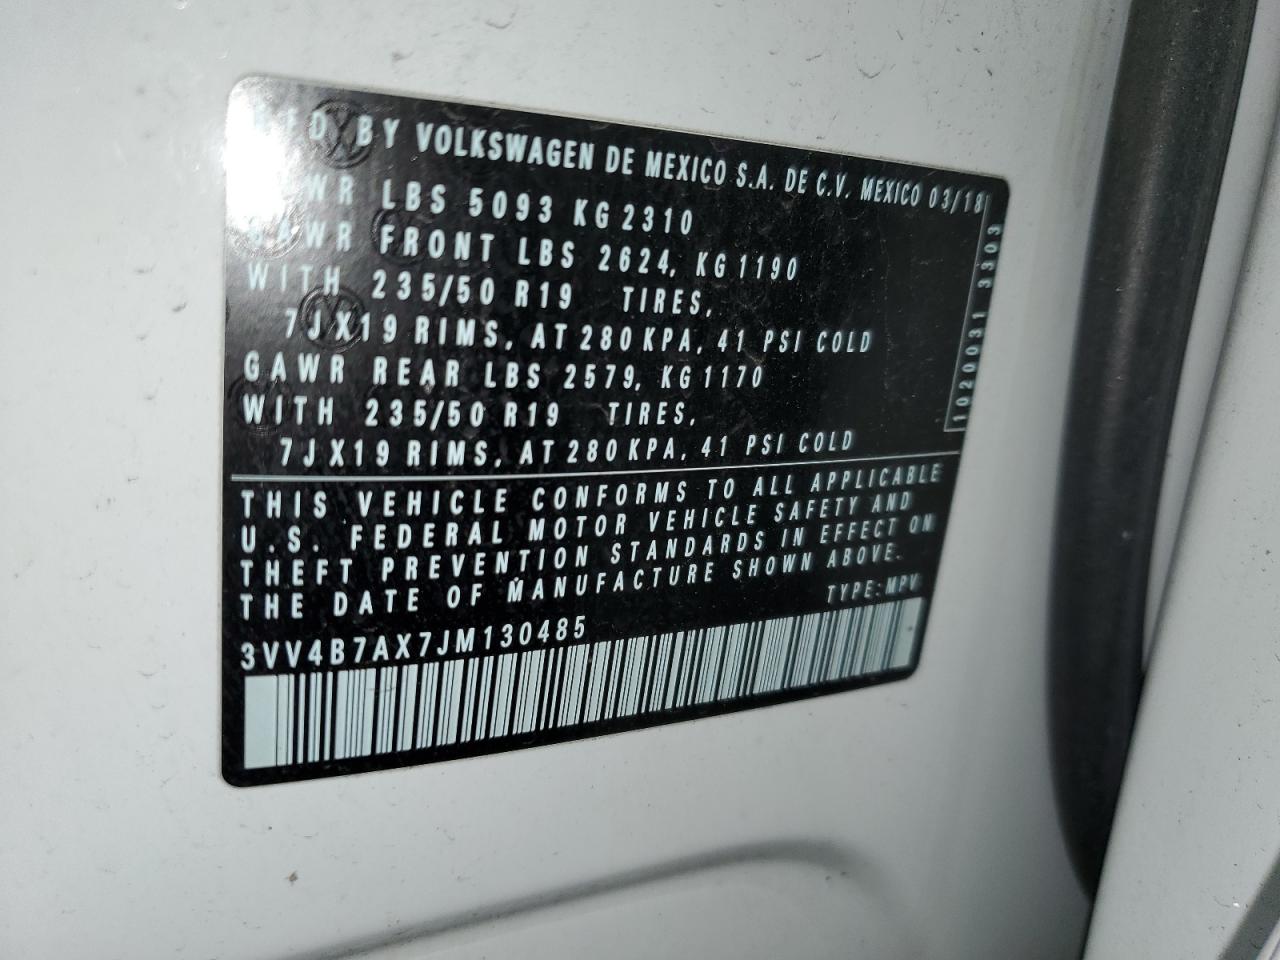 MFD BY VOLKSWAGEN DE MEXICO S.A. DE C.V. MEXICO 03/18
GVWR LBS 5093 KG 2310
GAWR FRONT LBS 2624, KG 1190
WITH 235/50 R19 TIRES,
7JX19 RIMS, AT 280 KPA, 41 PSI COLD
GAWR REAR LBS 2579, KG 1170
WITH 235/50 R19 TIRES,
7JX19 RIMS, AT 280 KPA, 41 PSI COLD
1020031 3303
THIS VEHICLE CONFORMS TO ALL APPLICABLE
U.S. FEDERAL MOTOR VEHICLE SAFETY AND
THEFT PREVENTION STANDARDS IN EFFECT ON
THE DATE OF MANUFACTURE SHOWN ABOVE.
TYPE: MPV
3VV4B7AX7JM130485